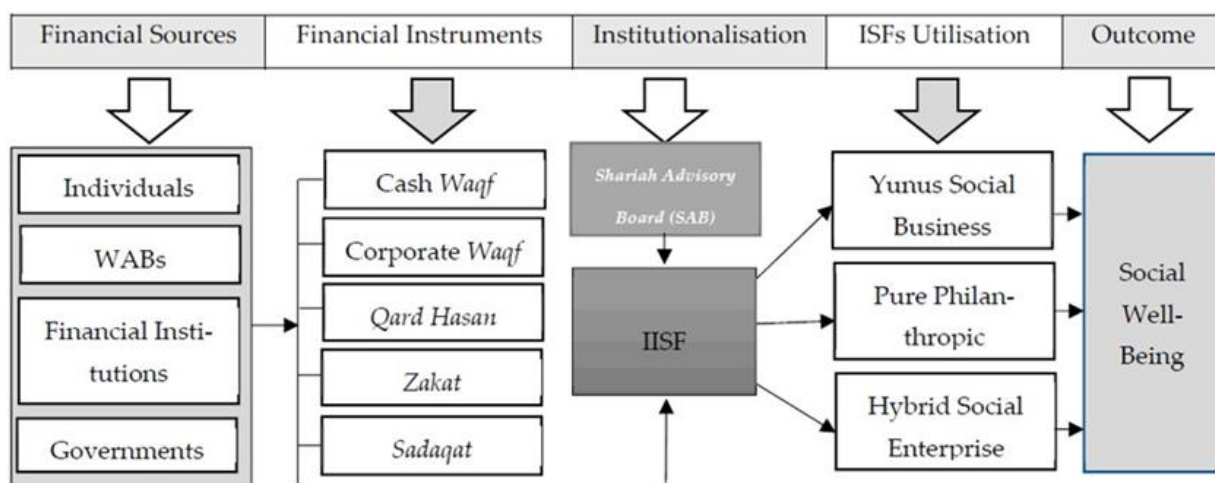 Financial Sources
Financial Instruments
Institutionalisation
ISFs Utilisation
Outcome
Individuals
WABs
Financial Insti-
tutions
Governments
Cash Waqf
Corporate Waqf
Qard Hasan
Zakat
Sadaqat
Shariah Advisory
Board (SAB)
IISF
Yunus Social
Business
Pure Philan-
thropic
Hybrid Social
Enterprise
Social
Well-
Being